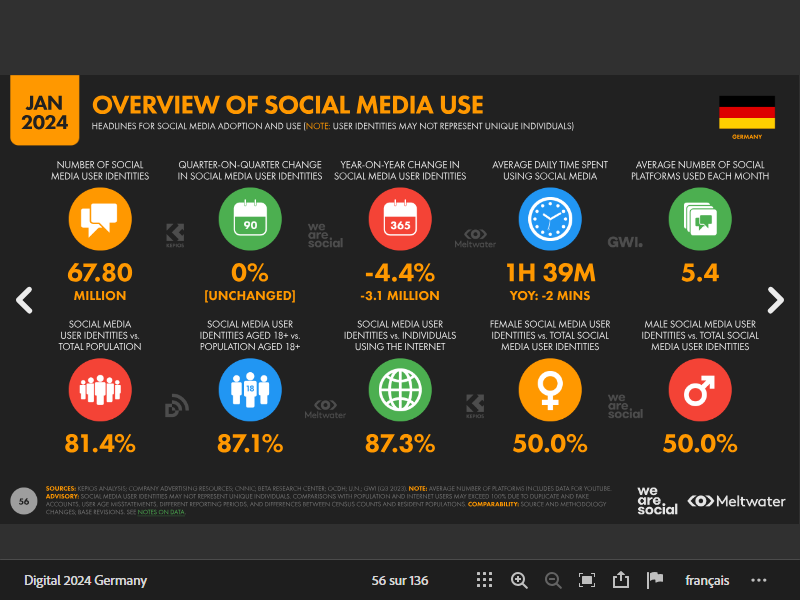 JAN
2024
OVERVIEW OF SOCIAL MEDIA USE
HEADLINES FOR SOCIAL MEDIA ADOPTION AND USE (NOTE: USER IDENTITIES MAY NOT REPRESENT UNIQUE INDIVIDUALS)
GERMANY
NUMBER OF SOCIAL
MEDIA USER IDENTITIES
67.80
MILLION
QUARTER-ON-QUARTER CHANGE
IN SOCIAL MEDIA USER IDENTITIES
90
0%
[UNCHANGED]
YEAR-ON-YEAR CHANGE IN
SOCIAL MEDIA USER IDENTITIES
365
-4.4%
-3.1 MILLION
AVERAGE DAILY TIME SPENT
USING SOCIAL MEDIA
1H 39M
YOY: -2 MINS
AVERAGE NUMBER OF SOCIAL
PLATFORMS USED EACH MONTH
5.4
KEPIOS
we
are.
social
Meltwater
GWI.
SOCIAL MEDIA
USER IDENTITIES vs.
TOTAL POPULATION
81.4%
SOCIAL MEDIA USER
IDENTITIES AGED 18+ vs.
POPULATION AGED 18+
18
87.1%
SOCIAL MEDIA USER
IDENTITIES vs. INDIVIDUALS
USING THE INTERNET
87.3%
FEMALE SOCIAL MEDIA USER
IDENTITIES vs. TOTAL SOCIAL
MEDIA USER IDENTITIES
50.0%
MALE SOCIAL MEDIA USER
IDENTITIES vs. TOTAL SOCIAL
MEDIA USER IDENTITIES
50.0%
Meltwater
KEPIOS
we
are.
social
56
SOURCES: KEPIOS ANALYSIS; COMPANY ADVERTISING RESOURCES; CNNIC; BETA RESEARCH CENTER; OCDH; U.N.; GWI (Q3 2023). NOTE: AVERAGE NUMBER OF PLATFORMS INCLUDES DATA FOR YOUTUBE.
ADVISORY: SOCIAL MEDIA USER IDENTITIES MAY NOT REPRESENT UNIQUE INDIVIDUALS. COMPARISONS WITH POPULATION AND INTERNET USERS MAY EXCEED 100% DUE TO DUPLICATE AND FAKE
ACCOUNTS, USER AGE MISSTATEMENTS, DIFFERENT REPORTING PERIODS, AND DIFFERENCES BETWEEN CENSUS COUNTS AND RESIDENT POPULATIONS. COMPARABILITY: SOURCE AND METHODOLOGY
CHANGES; BASE REVISIONS. SEE NOTES ON DATA.
we
are.
social
Meltwater
Digital 2024 Germany
56 sur 136
français